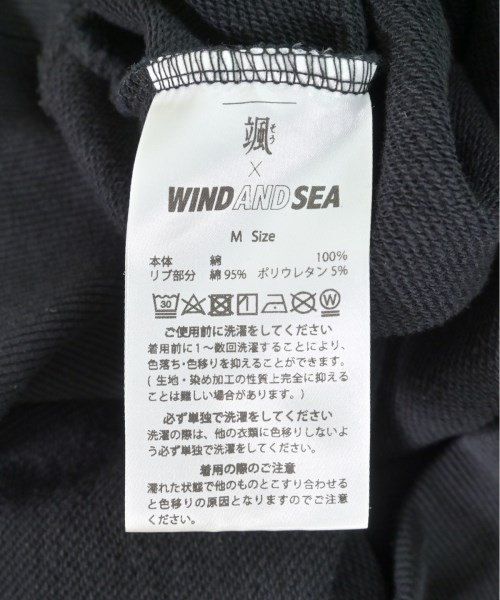 颯 そう
×
WIND AND SEA
M Size
本体 綿 100%
リブ部分 綿 95% ポリウレタン 5%
30 W
ご使用前に洗濯をしてください
着用前に1〜数回洗濯することにより、
色落ち・色移りを抑えることができます。
( 生地・染め加工の性質上完全に抑える
ことは難しい場合があります。)
必ず単独で洗濯をしてください
洗濯の際は、他の衣類に色移りしないよ
う必ず単独で洗濯をしてください。
着用の際のご注意
濡れた状態で他のものとこすり合わせる
と色移りの原因となりますのでご注意
ください。